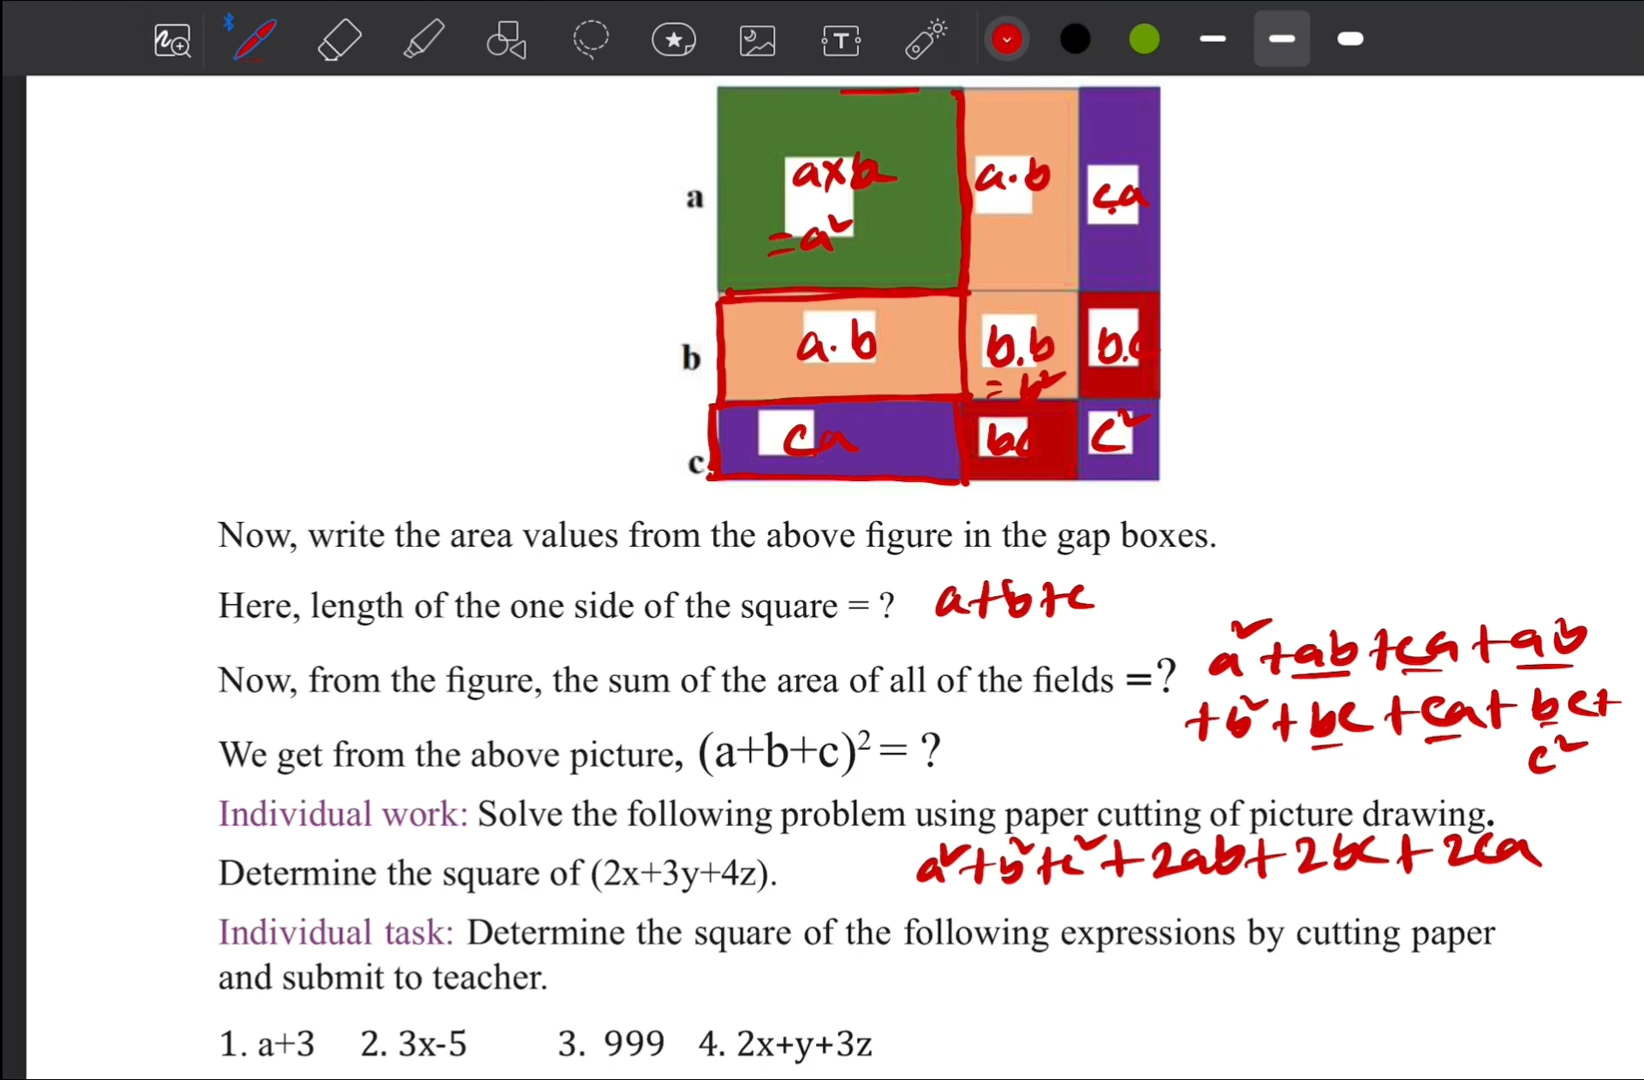 a×a a.b ca
=a²
a
a.b b.b b.c
b =b²
ca bc c²
c
Now, write the area values from the above figure in the gap boxes.
Here, length of the one side of the square = ? a+b+c
Now, from the figure, the sum of the area of all of the fields =? a²+ab+ca+ab
+b²+bc+ca+bc+
c²
We get from the above picture, (a+b+c)²= ?
Individual work: Solve the following problem using paper cutting of picture drawing.
a²+b²+c²+2ab+2bc+2ca
Determine the square of (2x+3y+4z).
Individual task: Determine the square of the following expressions by cutting paper
and submit to teacher.
1. a+3 2. 3x-5 3. 999 4. 2x+y+3z